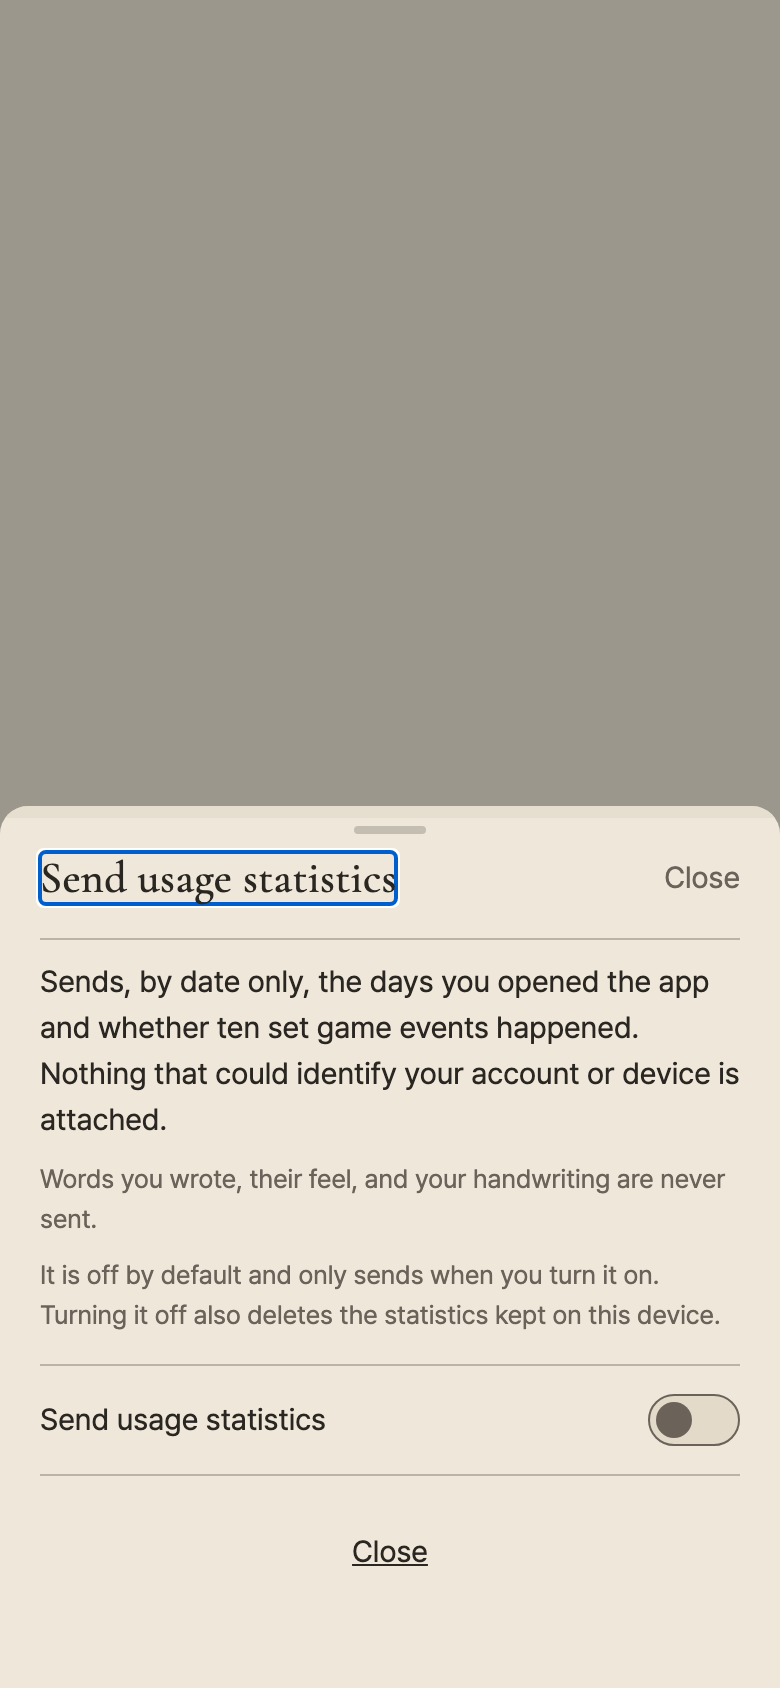 Send usage statistics
Close
Sends, by date only, the days you opened the app
and whether ten set game events happened.
Nothing that could identify your account or device is
attached.
Words you wrote, their feel, and your handwriting are never
sent.
It is off by default and only sends when you turn it on.
Turning it off also deletes the statistics kept on this device.
Send usage statistics
Close